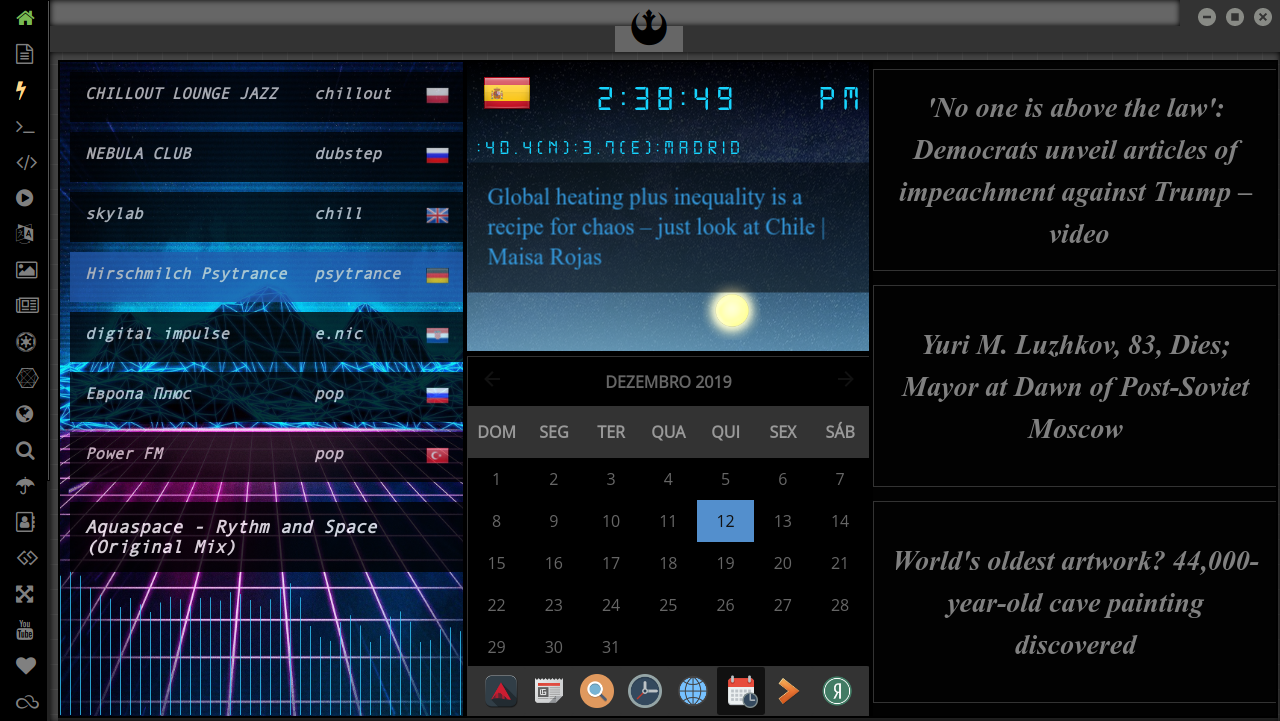 CHILLOUT LOUNGE JAZZ chillout
NEBULA CLUB dubstep
skylab chill
Hirschmilch Psytrance psytrance
digital impulse e.nic
Европа Плюс pop
Power FM pop
Aquaspace - Rythm and Space
(Original Mix)
2:38:49 PM
:40.4(N):3.7(E):MADRID
Global heating plus inequality is a
recipe for chaos – just look at Chile |
Maisa Rojas
DEZEMBRO 2019
DOM SEG TER QUA QUI SEX SÁB
1 2 3 4 5 6 7
8 9 10 11 12 13 14
15 16 17 18 19 20 21
22 23 24 25 26 27 28
29 30 31
'No one is above the law':
Democrats unveil articles of
impeachment against Trump –
video
Yuri M. Luzhkov, 83, Dies;
Mayor at Dawn of Post-Soviet
Moscow
World's oldest artwork? 44,000-
year-old cave painting
discovered
You
Tube
Я